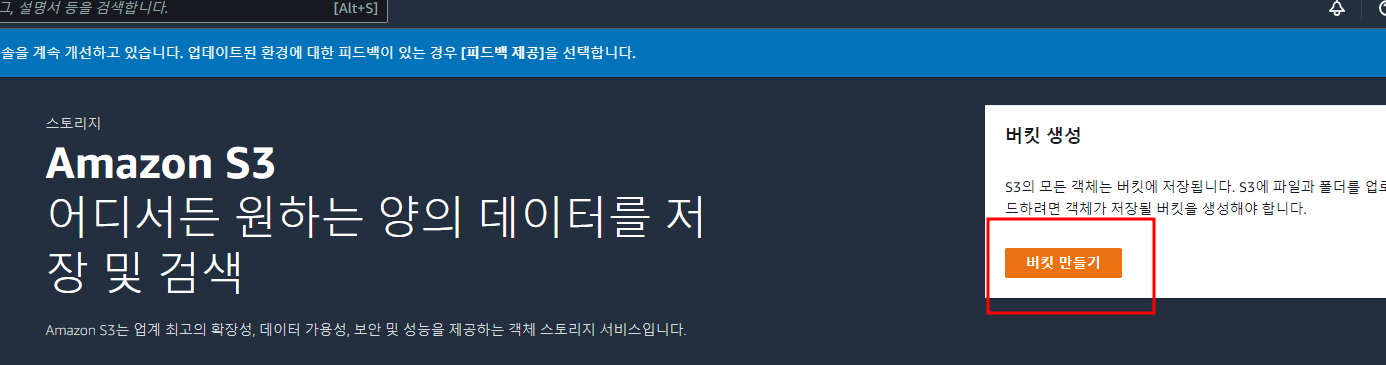 그, 설명서 등을 검색합니다. [Alt+S]
솔을 계속 개선하고 있습니다. 업데이트된 환경에 대한 피드백이 있는 경우 [피드백 제공]을 선택합니다.
스토리지
Amazon S3
어디서든 원하는 양의 데이터를 저
장 및 검색
Amazon S3는 업계 최고의 확장성, 데이터 가용성, 보안 및 성능을 제공하는 객체 스토리지 서비스입니다.
버킷 생성
S3의 모든 객체는 버킷에 저장됩니다. S3에 파일과 폴더를 업로
드하려면 객체가 저장될 버킷을 생성해야 합니다.
버킷 만들기